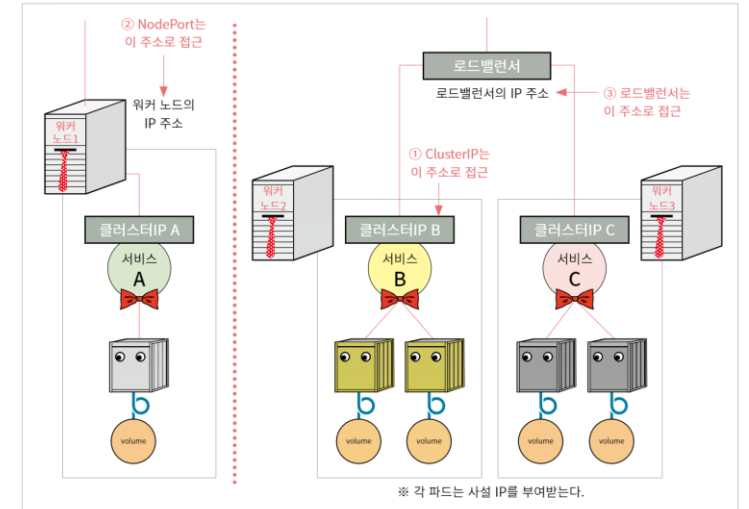 ② NodePort는
이 주소로 접근
워커 노드의
IP 주소
워커
노드1
클러스터IP A
서비스
A
volume
로드밸런서
로드밸런서의 IP 주소
③ 로드밸런서는
이 주소로 접근
① ClusterIP는
이 주소로 접근
워커
노드2
클러스터IP B
서비스
B
volume
volume
워커
노드3
클러스터IP C
서비스
C
volume
volume
※ 각 파드는 사설 IP를 부여받는다.